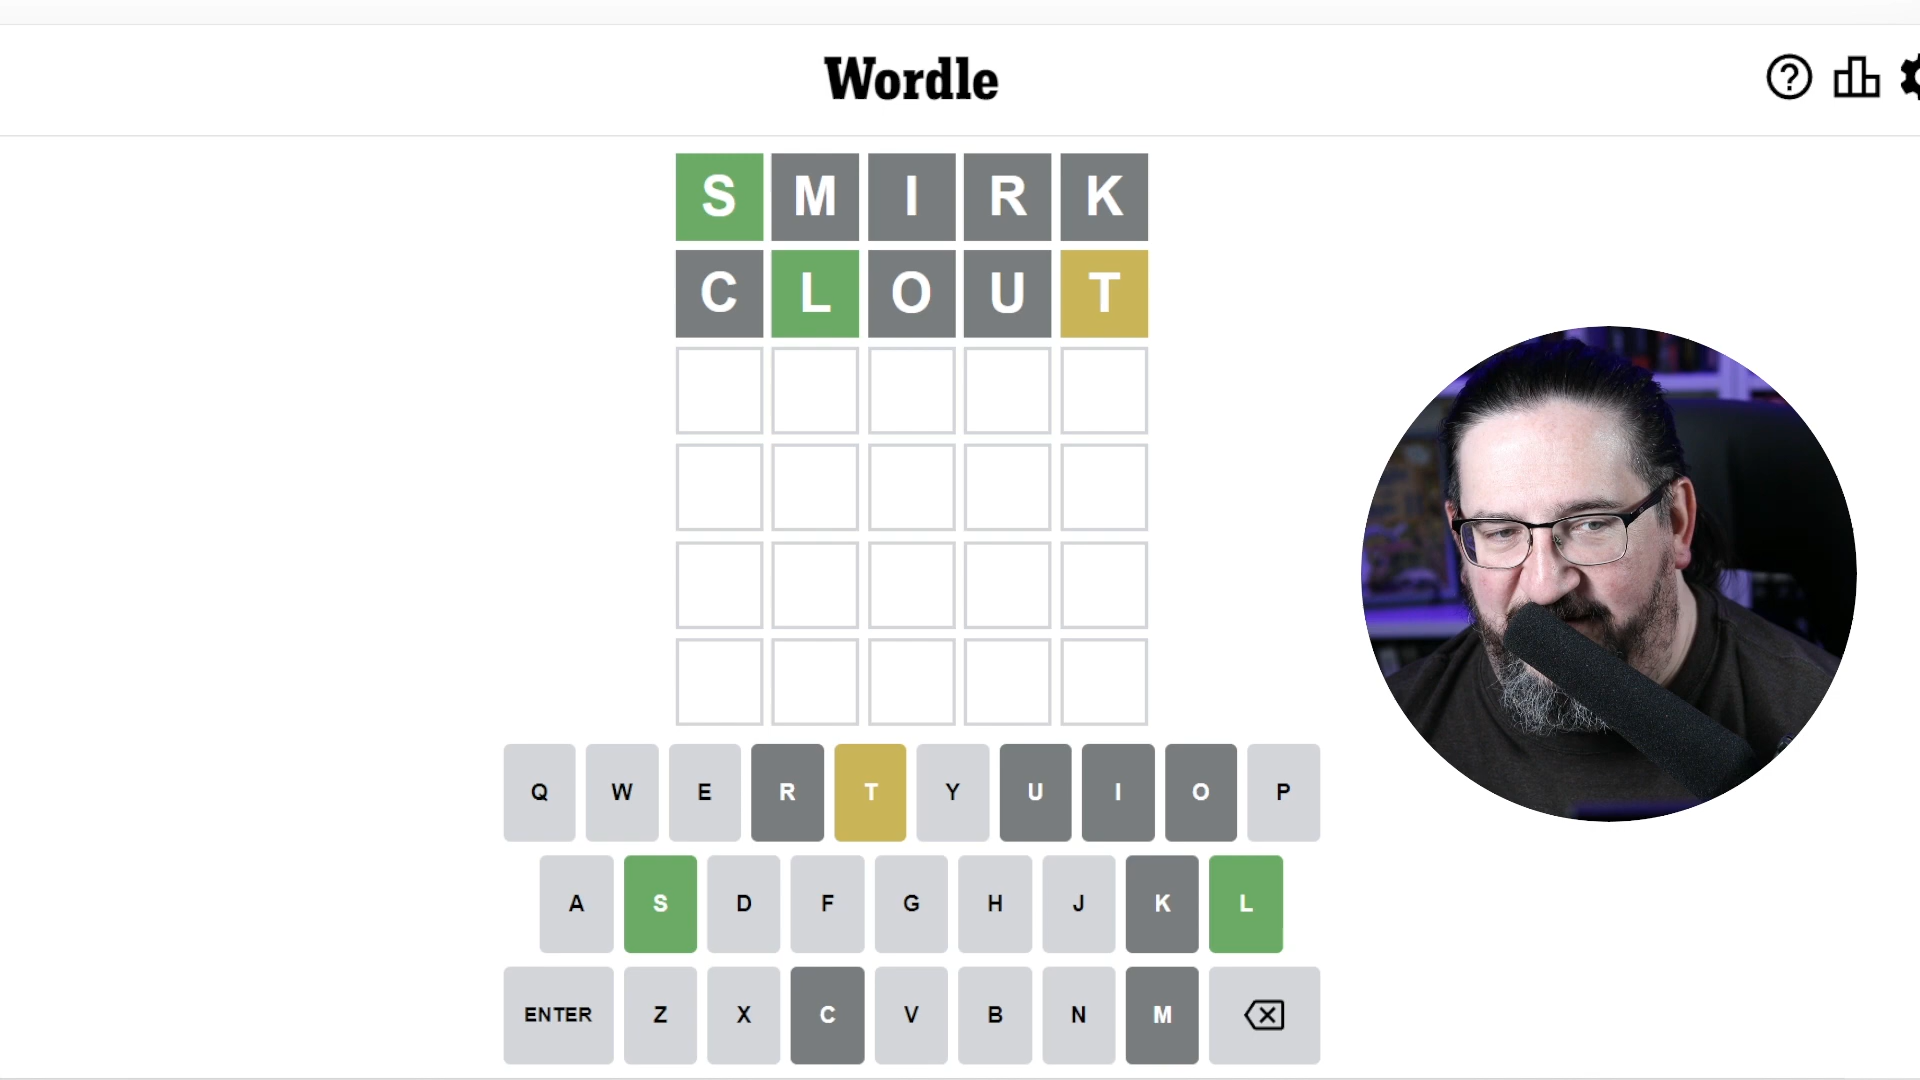 Wordle
S M I R K
C L O U T
Q W E R T Y U I O P
A S D F G H J K L
ENTER Z X C V B N M